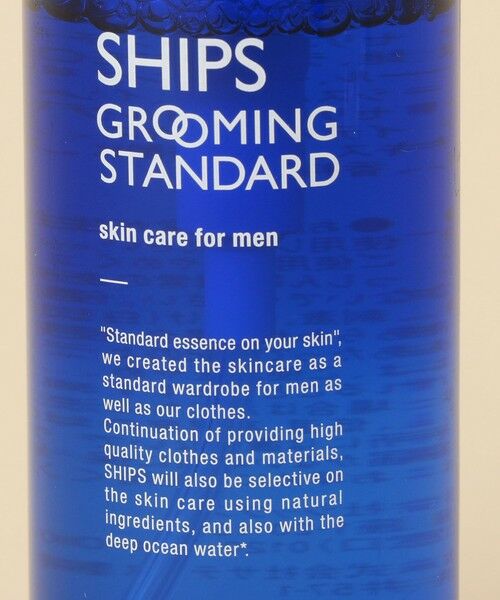 SHIPS
GROOMING
STANDARD
skin care for men
—
"Standard essence on your skin",
we created the skincare as a
standard wardrobe for men as
well as our clothes.
Continuation of providing high
quality clothes and materials,
SHIPS will also be selective on
the skin care using natural
ingredients, and also with the
deep ocean water*.